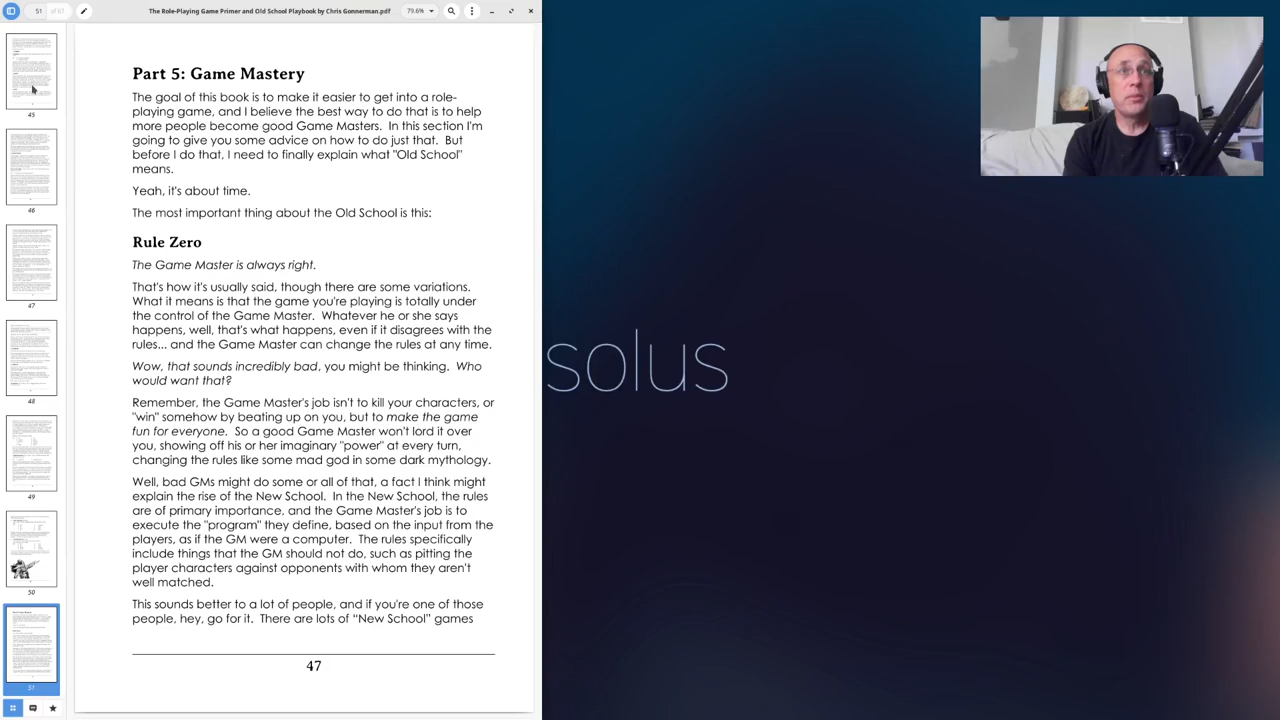 51 of 67
The Role-Playing Game Primer and Old School Playbook by Chris Gonnerman.pdf
79.6%
45
46
47
48
49
50
51
Part 5: Game Mastery
The goal of this book is to make it easier to get into a role-
playing game, and I believe the best way to do that is to help
more people become good Game Masters. In this section I'm
going to give you some advice on how to do just that. But
before I do that, I need to finally explain what "Old School"
means.
Yeah, it's about time.
The most important thing about the Old School is this:
Rule Zero
The Game Master is always right.
That's how it's usually said, though there are some variations.
What it means is that the game you're playing is totally under
the control of the Game Master. Whatever he or she says
happens, well, that's what happens, even if it disagrees with the
rules... and the Game Master can change the rules at any time.
Wow, that sounds incredibly bad, you might be thinking. Who
would want that?
Remember, the Game Master's job isn't to kill your characters, or
"win" somehow by beating up on you, but to make the game
fun for everyone. So a good Game Master won't lord it over
you, showing off his or her imaginary "power" at every turn and
changing the rules like some mad god in some dark mythology.
Well, bad ones might do some or all of that, a fact I think might
explain the rise of the New School. In the New School, the rules
are of primary importance, and the Game Master's job is to
execute the "program" they define, based on the input from the
players, as if the GM were a computer. The rules specifically
include things that the GM should not do, such as pitting the
player characters against opponents with whom they aren't
well matched.
This sounds better to a lot of people, and if you're one of those
people, then go for it. There are lots of “New School” games
47
solus